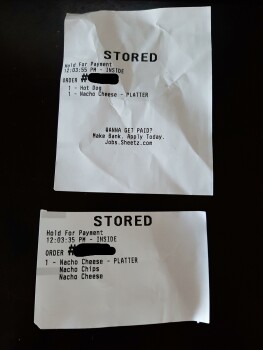 STORED
Hold For Payment
12:03:55 PM - INSIDE
ORDER #
1 - Hot Dog
1 - Nacho Cheese - PLATTER
WANNA GET PAID?
Make Bank. Apply Today.
Jobs.Sheetz.com
STORED
Hold For Payment
12:03:35 PM - INSIDE
ORDER #
1 - Nacho Cheese - PLATTER
Nacho Chips
Nacho Cheese